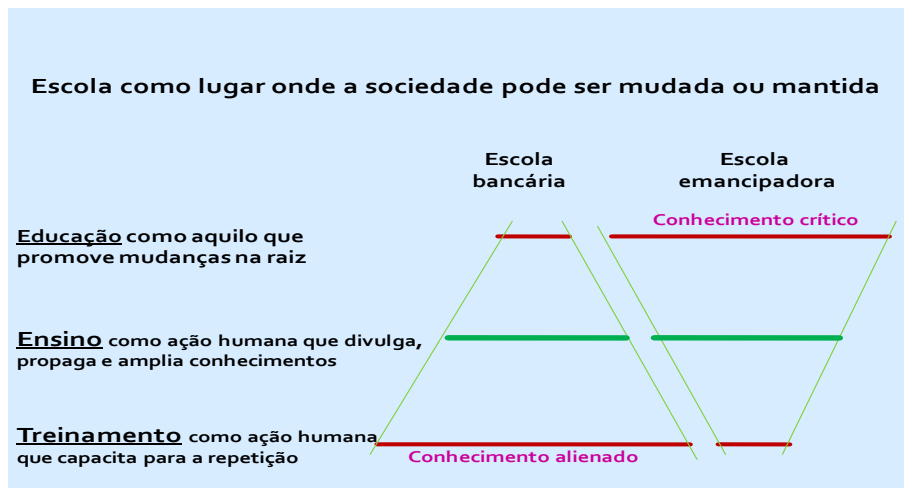 Escola como lugar onde a sociedade pode ser mudada ou mantida
Escola
bancária
Escola
emancipadora
Conhecimento crítico
Educação como aquilo que
promove mudanças na raiz
Ensino como ação humana que divulga,
propaga e amplia conhecimentos
Treinamento como ação humana
que capacita para a repetição
Conhecimento alienado